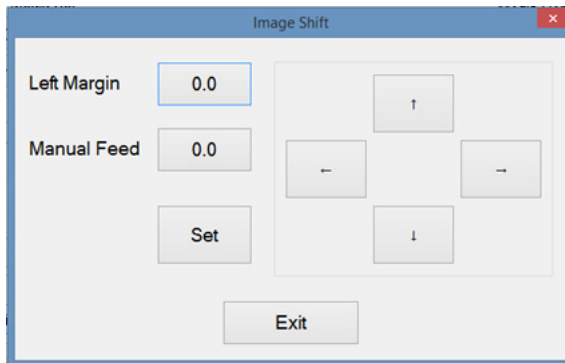 Image Shift
Left Margin 0.0
↑
Manual Feed 0.0
← →
Set ↓
Exit